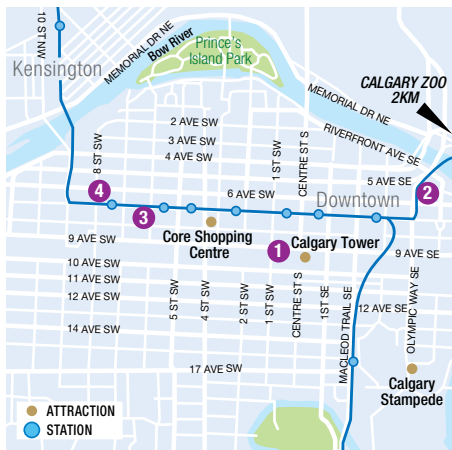 10 ST NW
Kensington
MEMORIAL DR NE
Bow River
Prince's
Island Park
CALGARY ZOO
2KM
MEMORIAL DR NE
RIVERFRONT AVE SE
2 AVE SW
3 AVE SW
4 AVE SW
8 ST SW
1 ST SW
CENTRE ST S
5 AVE SE
6 AVE SW
Downtown
4
3
2
Core Shopping
Centre
1
Calgary Tower
9 AVE SW
9 AVE SE
10 AVE SW
11 AVE SW
12 AVE SW
12 AVE SE
14 AVE SW
17 AVE SW
5 ST SW
4 ST SW
2 ST SW
1 ST SW
CENTRE ST S
1ST SE
MACLEOD TRAIL SE
OLYMPIC WAY SE
Calgary
Stampede
ATTRACTION
STATION